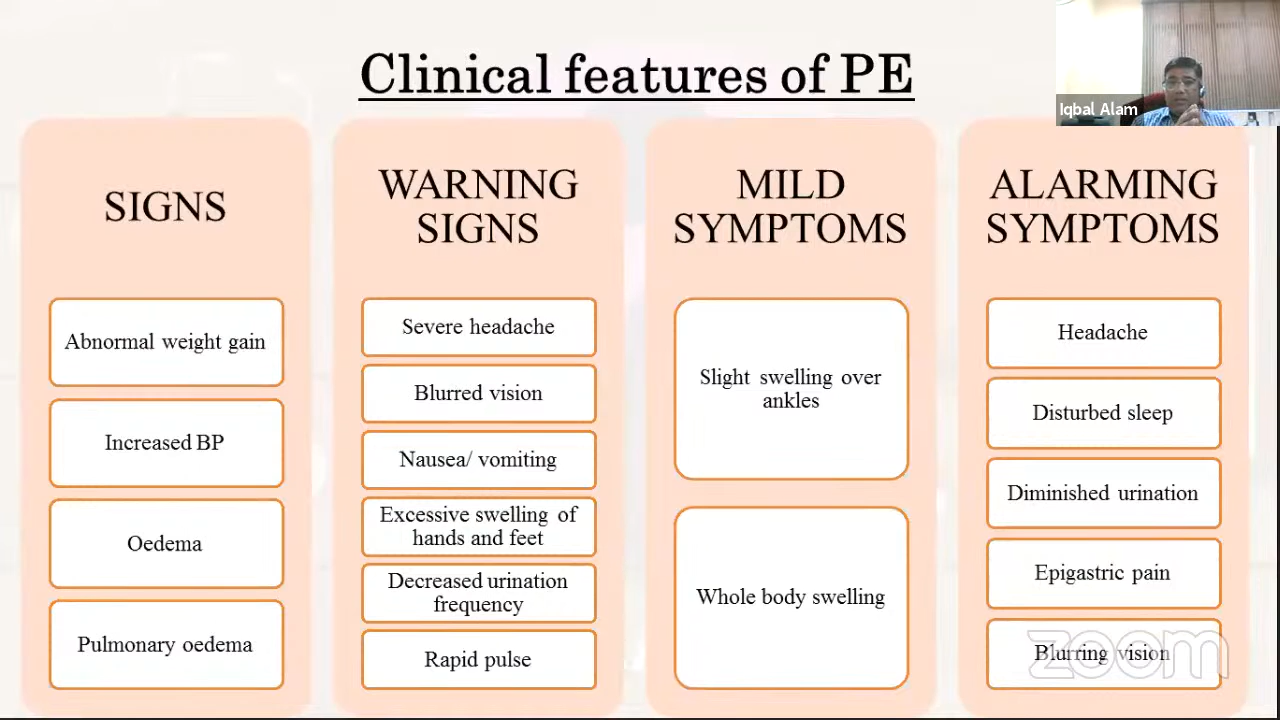 Clinical features of PE
Iqbal Alam
SIGNS
Abnormal weight gain
Increased BP
Oedema
Pulmonary oedema
WARNING
SIGNS
Severe headache
Blurred vision
Nausea/ vomiting
Excessive swelling of
hands and feet
Decreased urination
frequency
Rapid pulse
MILD
SYMPTOMS
Slight swelling over
ankles
Whole body swelling
ALARMING
SYMPTOMS
Headache
Disturbed sleep
Diminished urination
Epigastric pain
Blurring vision
zoom